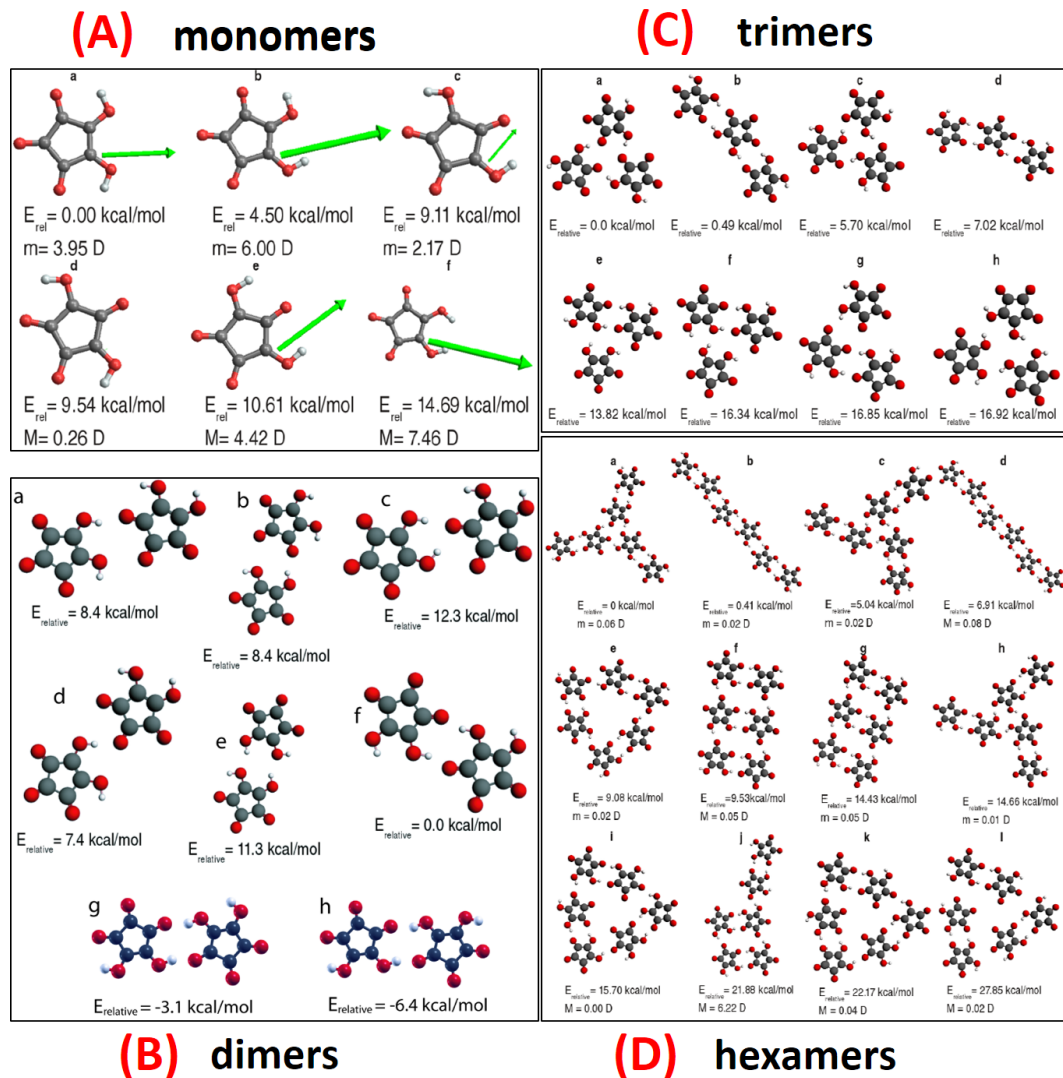 (A) monomers
a b c
E_rel = 0.00 kcal/mol E_rel = 4.50 kcal/mol E_rel = 9.11 kcal/mol
m= 3.95 D m= 6.00 D m= 2.17 D
d e f
E_rel = 9.54 kcal/mol E_rel = 10.61 kcal/mol E_rel = 14.69 kcal/mol
M= 0.26 D M= 4.42 D M= 7.46 D
(C) trimers
a b c d
E_relative = 0.0 kcal/mol E_relative = 0.49 kcal/mol E_relative = 5.70 kcal/mol E_relative = 7.02 kcal/mol
e f g h
E_relative = 13.82 kcal/mol E_relative = 16.34 kcal/mol E_relative = 16.85 kcal/mol E_relative = 16.92 kcal/mol
a b c
E_relative = 8.4 kcal/mol E_relative = 8.4 kcal/mol E_relative = 12.3 kcal/mol
d e f
E_relative = 7.4 kcal/mol E_relative = 11.3 kcal/mol E_relative = 0.0 kcal/mol
g h
E_relative = -3.1 kcal/mol E_relative = -6.4 kcal/mol
(B) dimers
a b c d
E_relative = 0 kcal/mol E_relative = 0.41 kcal/mol E_relative =5.04 kcal/mol E_relative = 6.91 kcal/mol
m = 0.06 D m = 0.02 D m = 0.02 D M = 0.08 D
e f g h
E_relative = 9.08 kcal/mol E_relative = 9.53kcal/mol E_relative = 14.43 kcal/mol E_relative = 14.66 kcal/mol
m = 0.02 D M = 0.05 D m = 0.05 D m = 0.01 D
i j k l
E_relative = 15.70 kcal/mol E_relative = 21.88 kcal/mol E_relative = 22.17 kcal/mol E_relative = 27.85 kcal/mol
M = 0.00 D M = 6.22 D M = 0.04 D M = 0.02 D
(D) hexamers